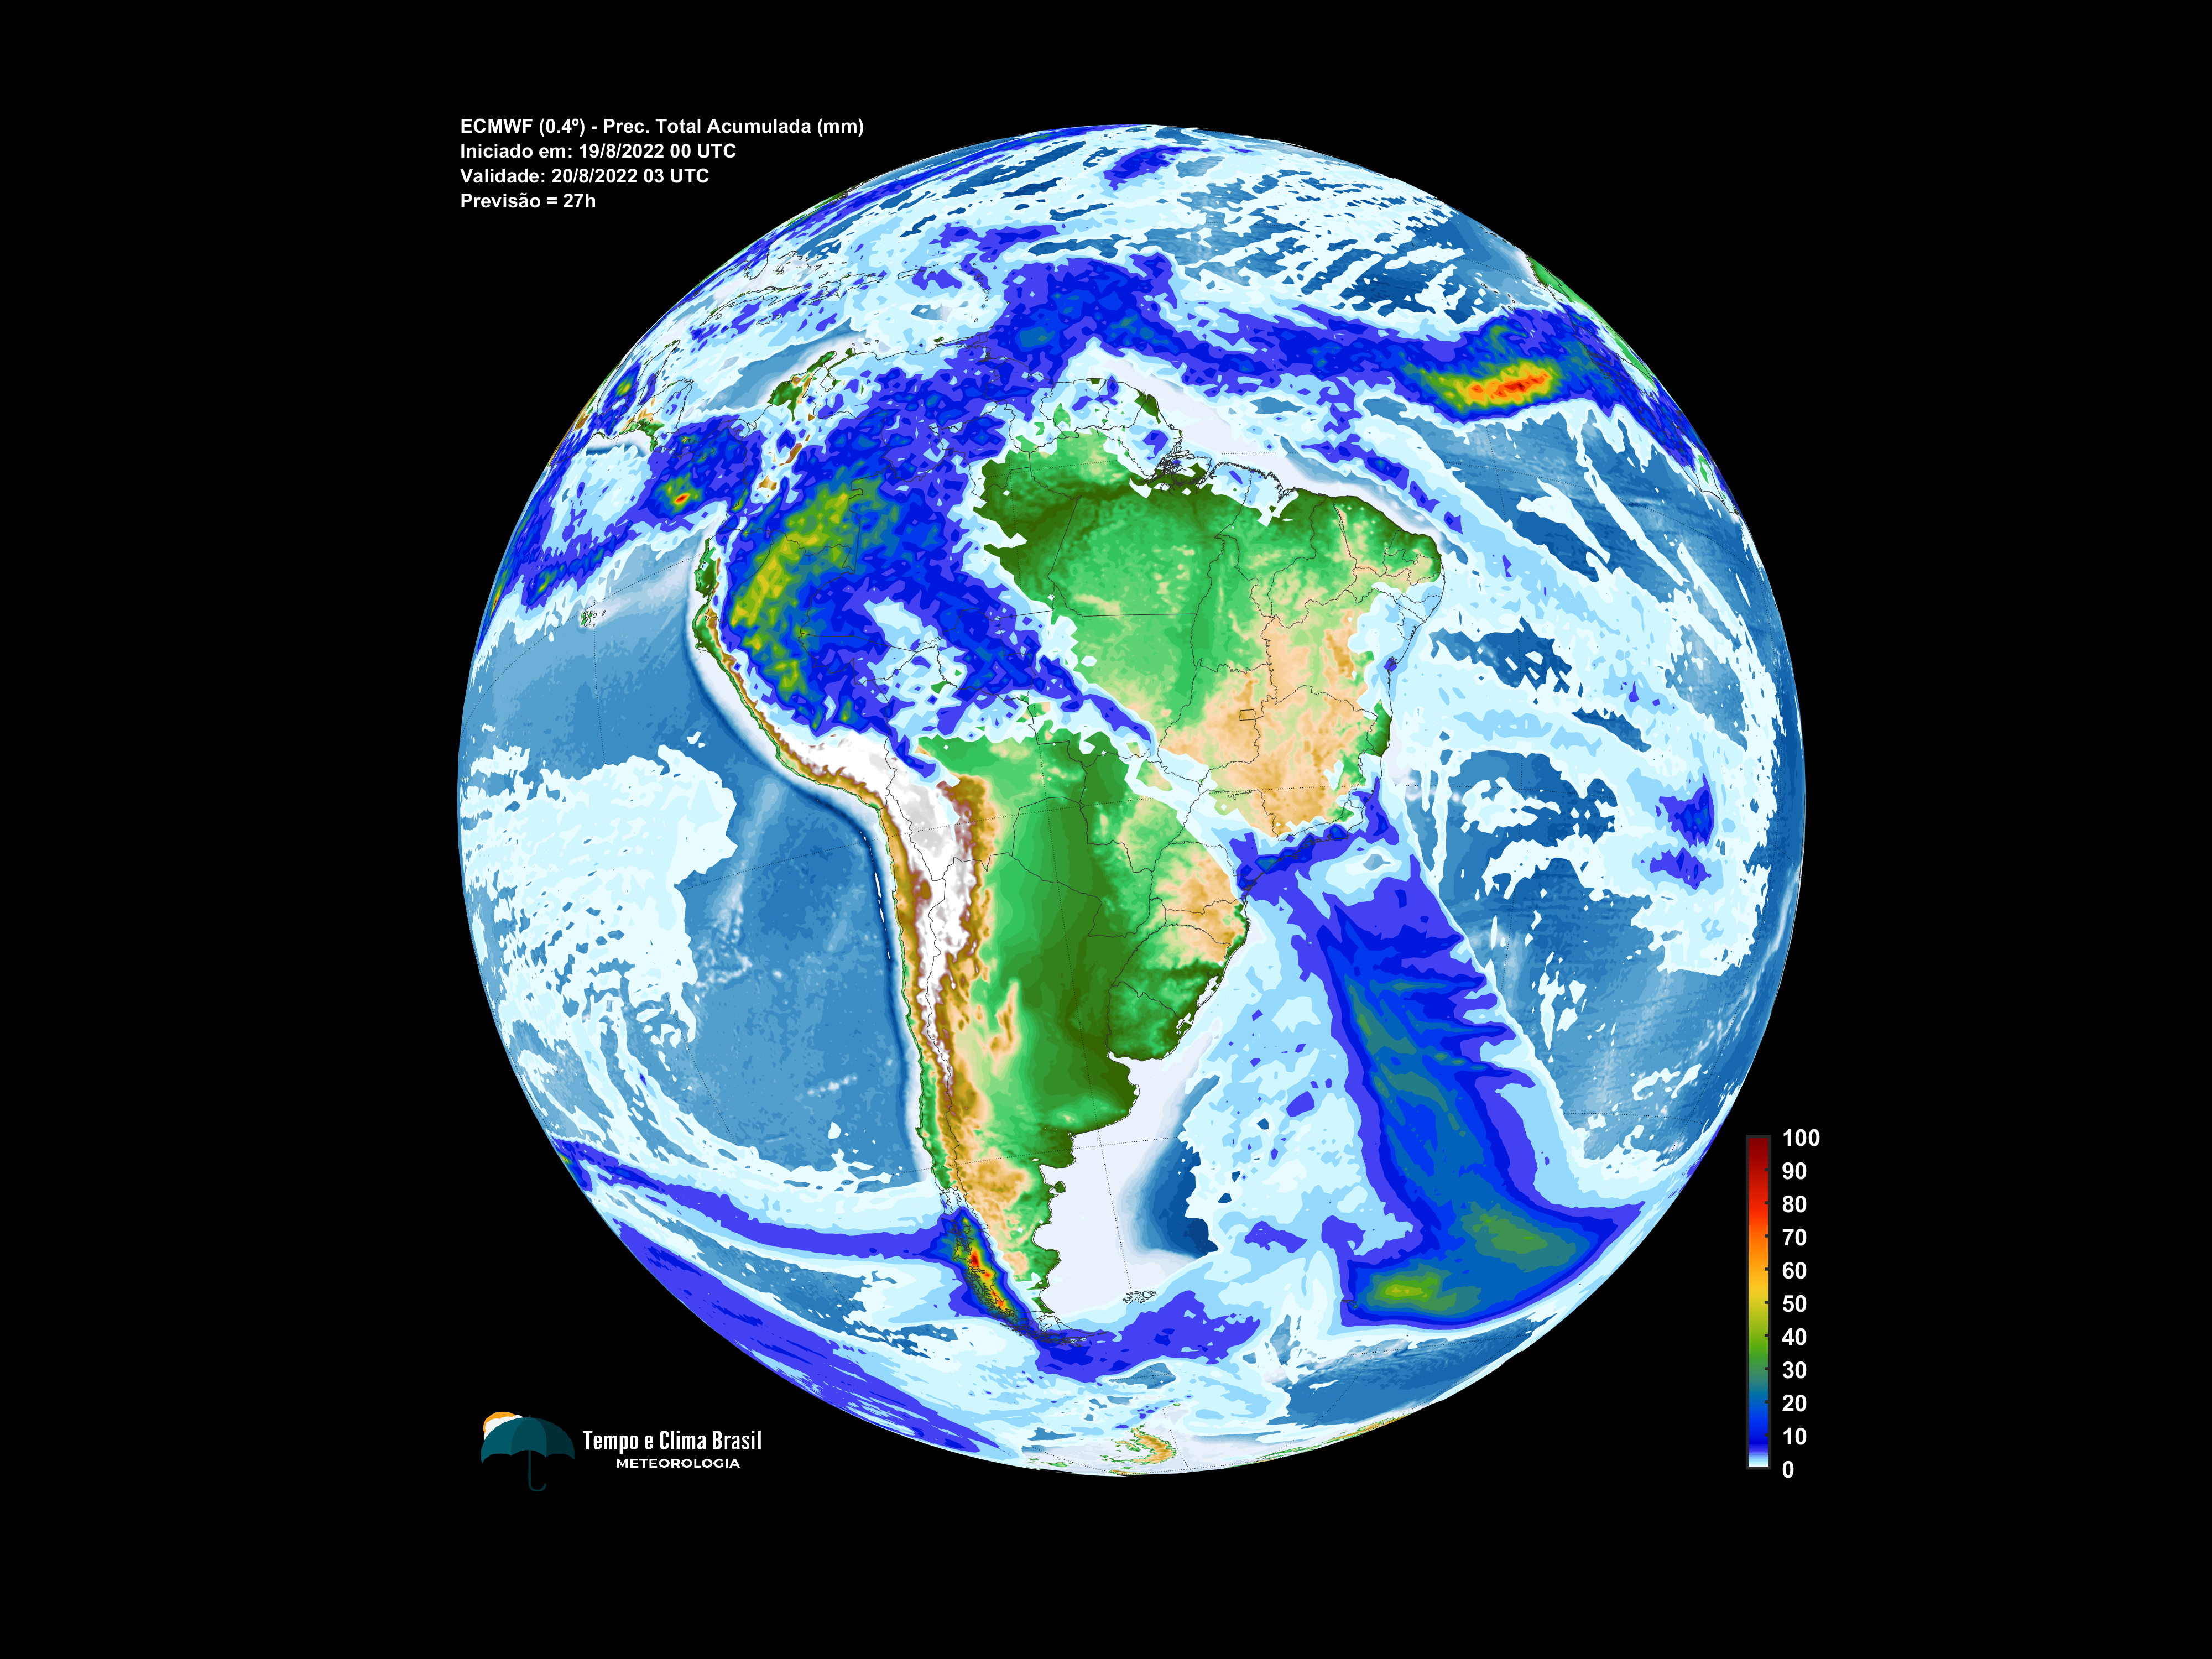 ECMWF (0.4º) - Prec. Total Acumulada (mm)
Iniciado em: 19/8/2022 00 UTC
Validade: 20/8/2022 03 UTC
Previsão = 27h
100
90
80
70
60
50
40
30
20
10
0
Tempo e Clima Brasil
METEOROLOGIA